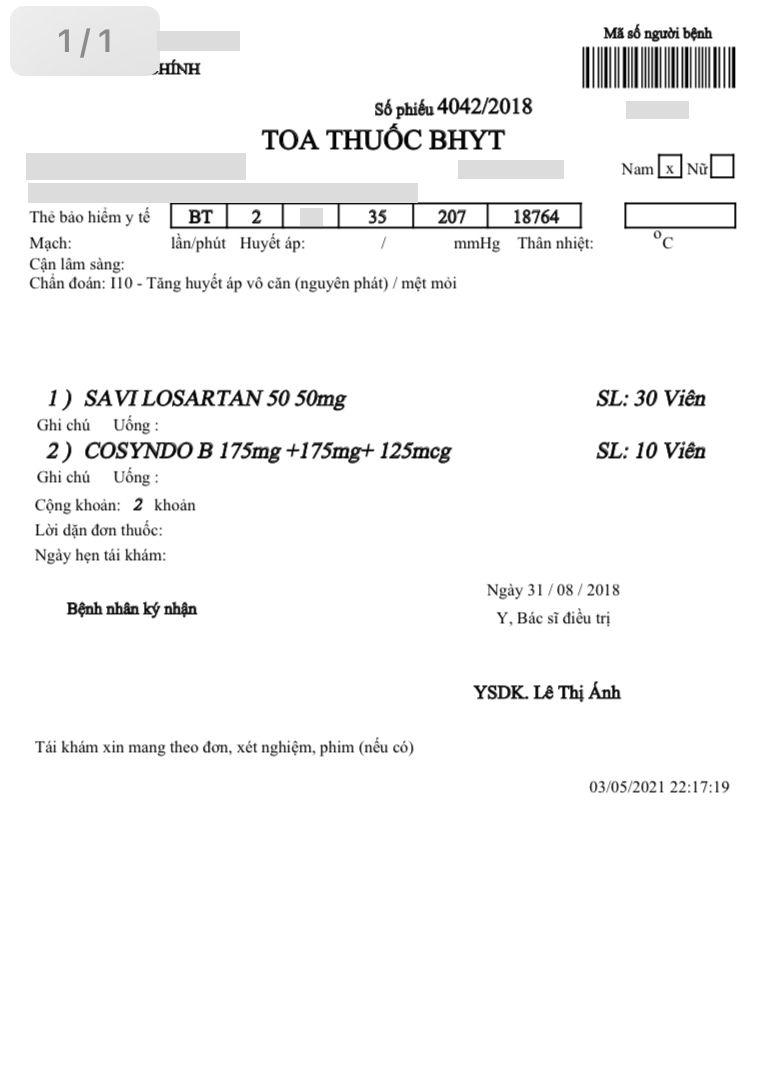 1/1
Mã số người bệnh
CHÍNH
Số phiếu 4042/2018
TOA THUỐC BHYT
Nam x Nữ
Thẻ bảo hiểm y tế BT 2 35 207 18764
Mạch: lần/phút Huyết áp: / mmHg Thân nhiệt: °C
Cận lâm sàng:
Chẩn đoán: I10 - Tăng huyết áp vô căn (nguyên phát) / mệt mỏi
1 ) SAVI LOSARTAN 50 50mg SL: 30 Viên
Ghi chú Uống :
2 ) COSYNDO B 175mg +175mg+ 125mcg SL: 10 Viên
Ghi chú Uống :
Cộng khoản: 2 khoản
Lời dặn đơn thuốc:
Ngày hẹn tái khám:
Ngày 31 / 08 / 2018
Bệnh nhân ký nhận
Y, Bác sĩ điều trị
YSDK. Lê Thị Ánh
Tái khám xin mang theo đơn, xét nghiệm, phim (nếu có)
03/05/2021 22:17:19